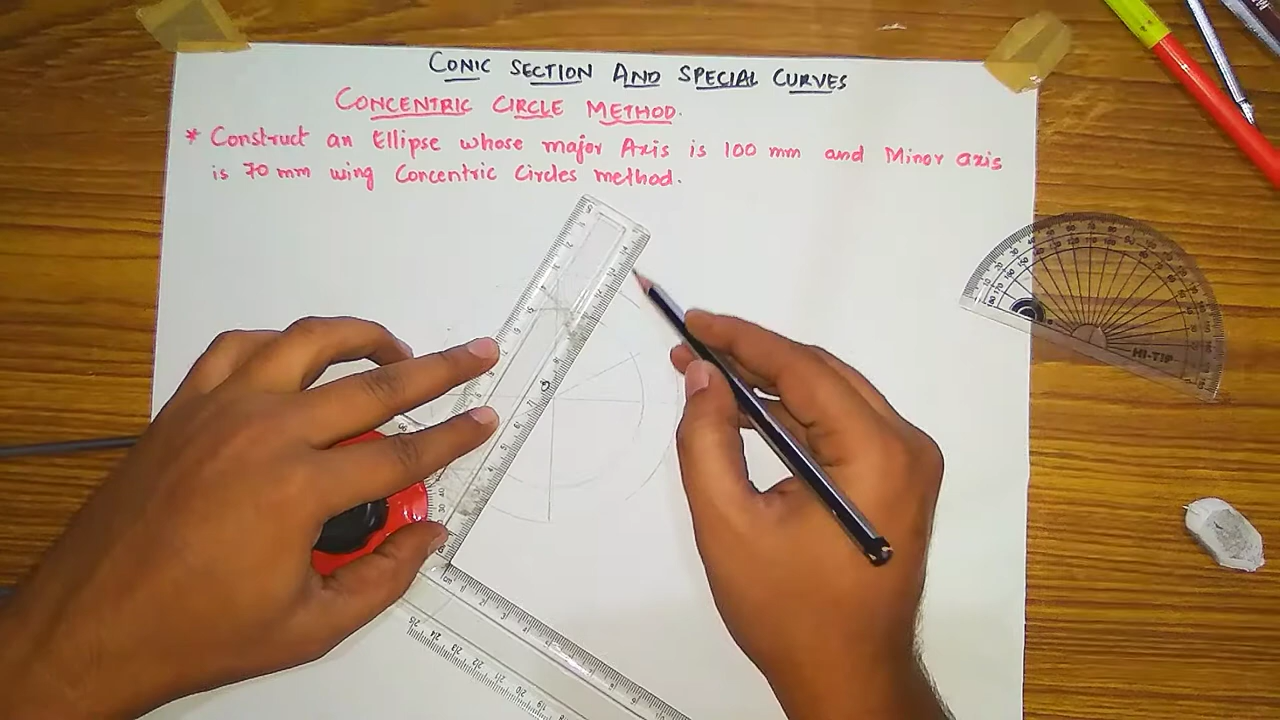 CONIC SECTION AND SPECIAL CURVES
CONCENTRIC CIRCLE METHOD.
* Construct an Ellipse whose major Axis is 100 mm and Minor axis
is 70 mm using Concentric Circles method.
HI-TIP